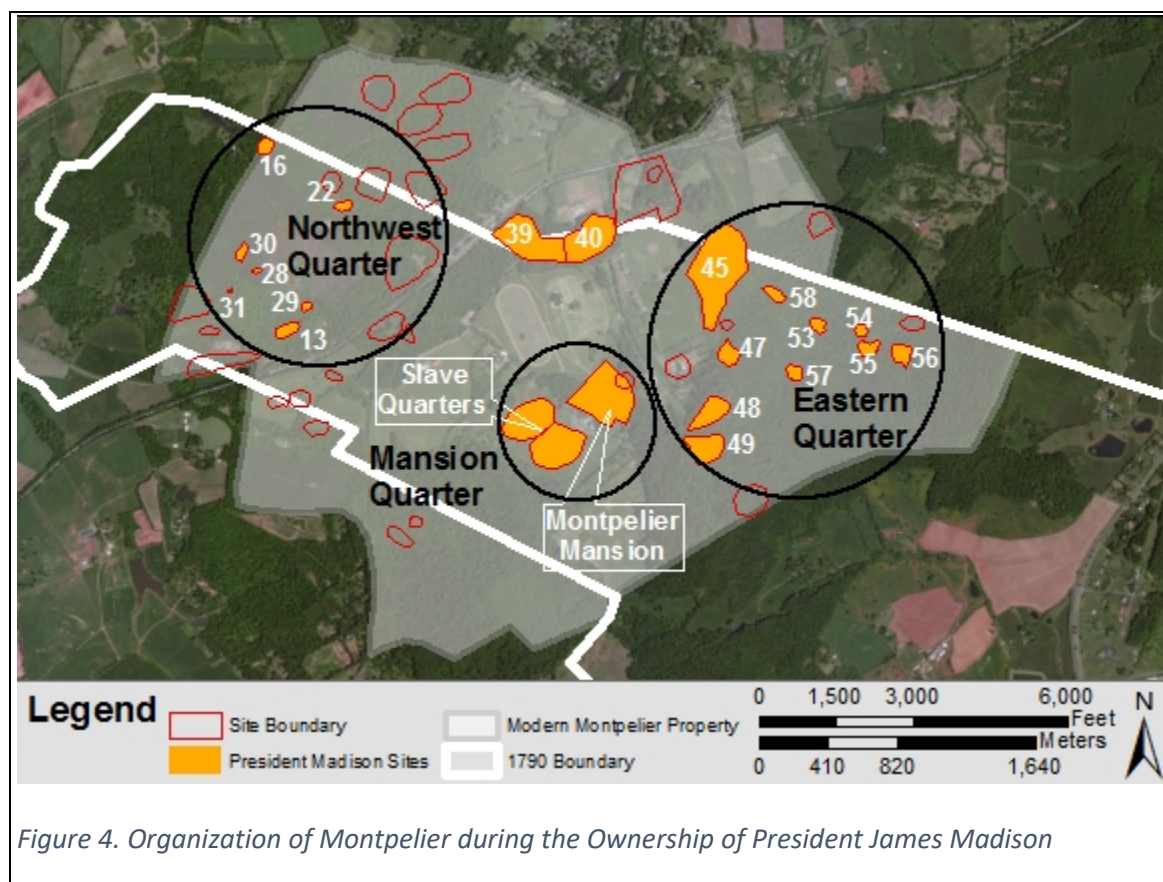 16
22
Northwest
Quarter
30
28
31
29
13
39
40
45
58
53
54
47
55
56
57
48
49
Eastern
Quarter
Slave
Quarters
Mansion
Quarter
Montpelier
Mansion
Legend
Site Boundary
President Madison Sites
Modern Montpelier Property
1790 Boundary
0 1,500 3,000 6,000
Feet
Meters
0 410 820 1,640
N
Figure 4. Organization of Montpelier during the Ownership of President James Madison